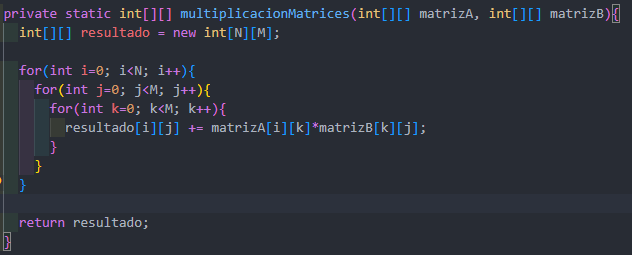 private static int[][] multiplicacionMatrices(int[][] matrizA, int[][] matrizB){
int[][] resultado = new int[N][M];
for(int i=0; i<N; i++){
for(int j=0; j<M; j++){
for(int k=0; k<M; k++){
resultado[i][j] += matrizA[i][k]*matrizB[k][j];
}
}
}
return resultado;
}